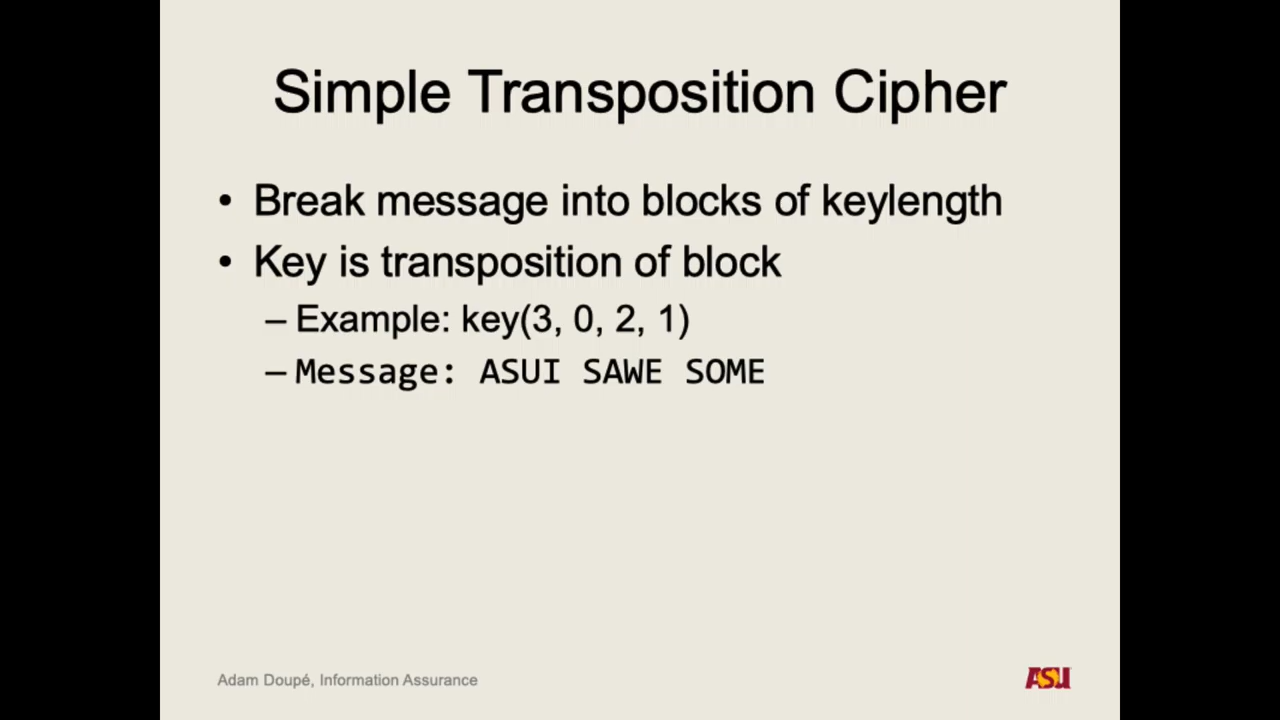 Simple Transposition Cipher
• Break message into blocks of keylength
• Key is transposition of block
– Example: key(3, 0, 2, 1)
– Message: ASUI SAWE SOME
Adam Doupé, Information Assurance
ASU